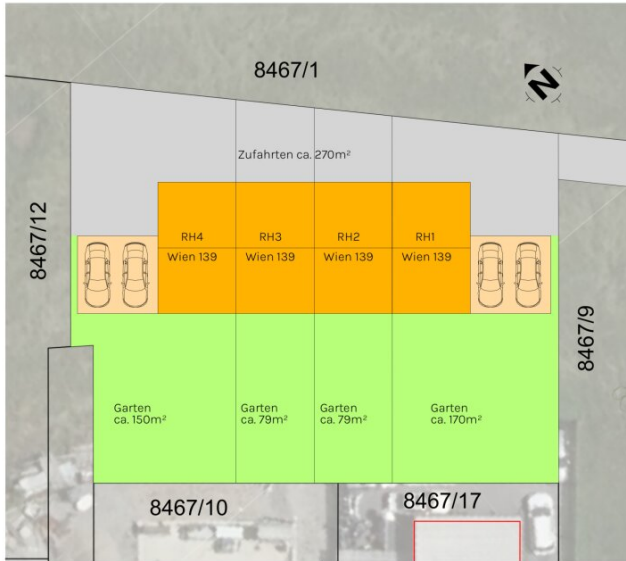 8467/1
N
Zufahrten ca. 270m²
8467/12
RH4 RH3 RH2 RH1
Wien 139 Wien 139 Wien 139 Wien 139
8467/9
Garten Garten Garten Garten
ca. 150m² ca. 79m² ca. 79m² ca. 170m²
8467/10 8467/17